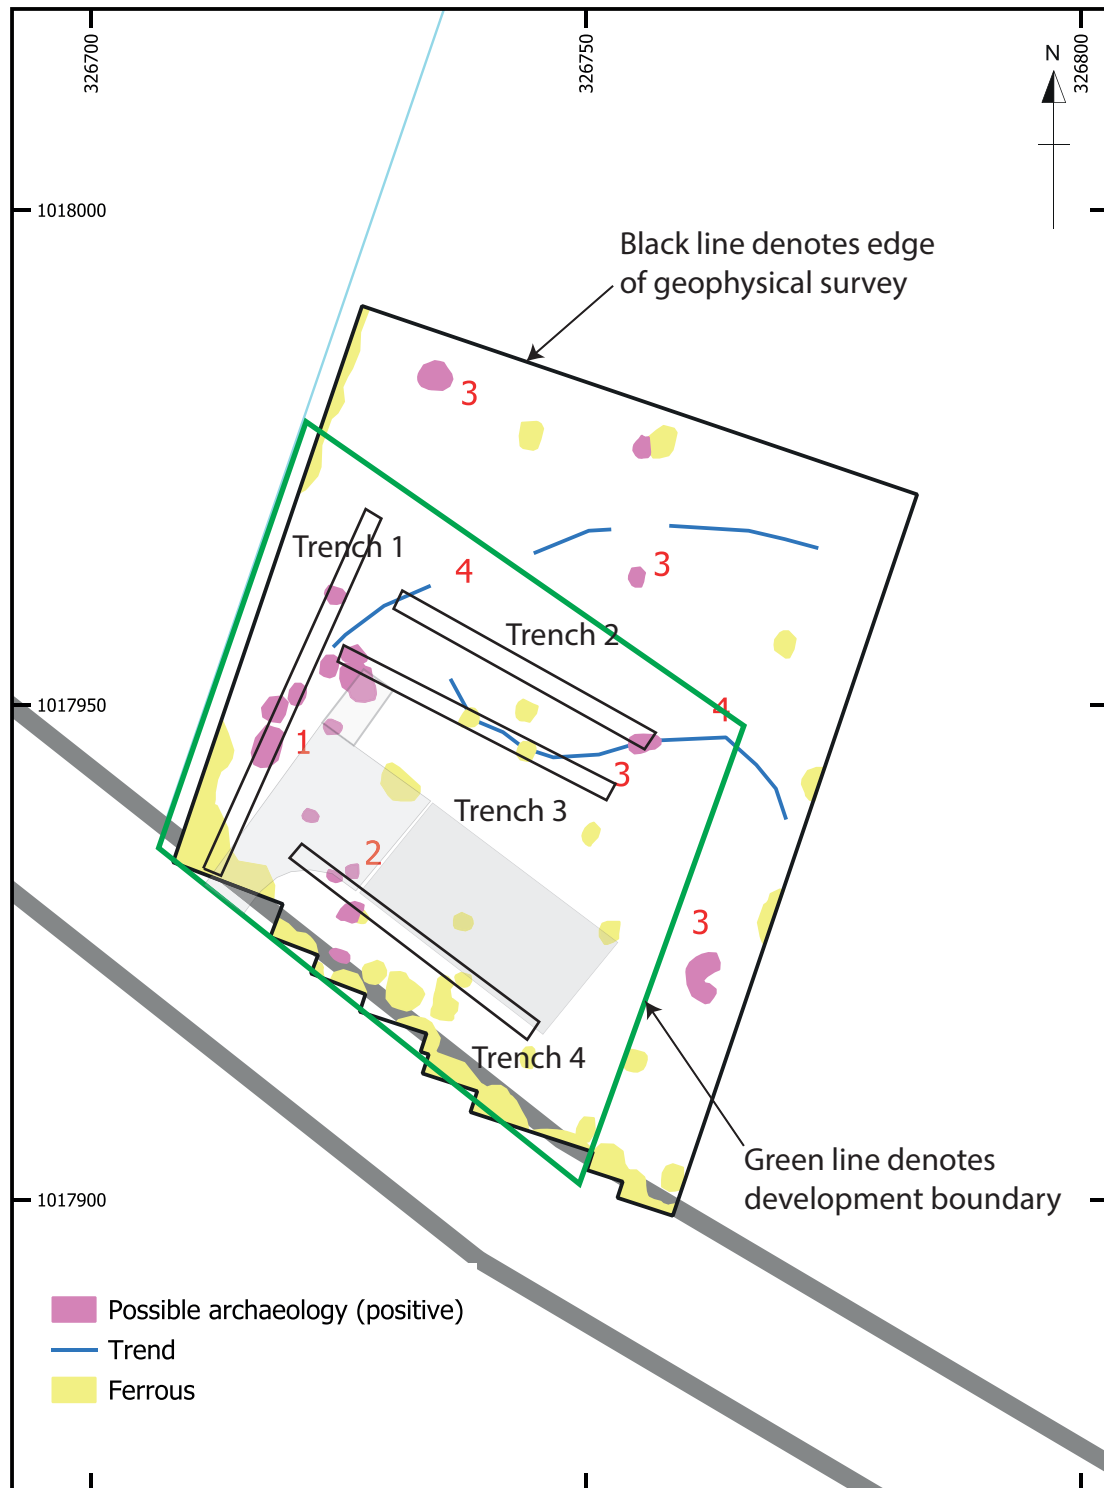 326700
326750
326800
N
1018000
Black line denotes edge
of geophysical survey
3
Trench 1
4
3
Trench 2
1017950
4
1
3
Trench 3
2
3
Trench 4
Green line denotes
development boundary
1017900
Possible archaeology (positive)
Trend
Ferrous